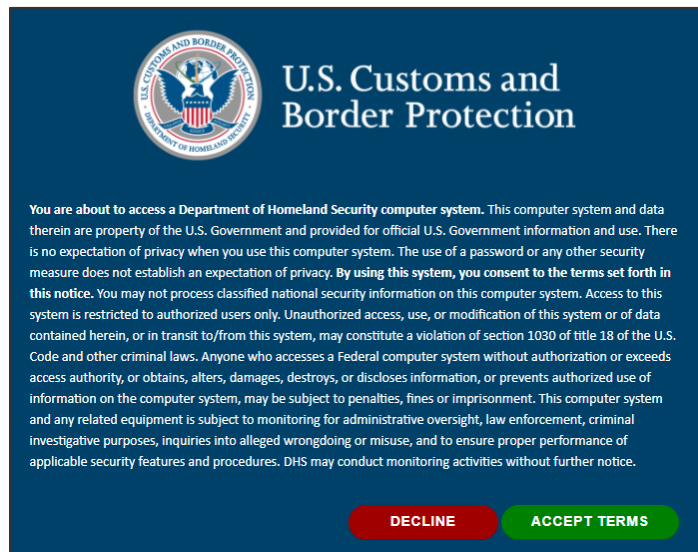 U.S. CUSTOMS AND BORDER PROTECTION
DEPARTMENT OF HOMELAND SECURITY
U.S. Customs and
Border Protection
You are about to access a Department of Homeland Security computer system. This computer system and data
therein are property of the U.S. Government and provided for official U.S. Government information and use. There
is no expectation of privacy when you use this computer system. The use of a password or any other security
measure does not establish an expectation of privacy. By using this system, you consent to the terms set forth in
this notice. You may not process classified national security information on this computer system. Access to this
system is restricted to authorized users only. Unauthorized access, use, or modification of this system or of data
contained herein, or in transit to/from this system, may constitute a violation of section 1030 of title 18 of the U.S.
Code and other criminal laws. Anyone who accesses a Federal computer system without authorization or exceeds
access authority, or obtains, alters, damages, destroys, or discloses information, or prevents authorized use of
information on the computer system, may be subject to penalties, fines or imprisonment. This computer system
and any related equipment is subject to monitoring for administrative oversight, law enforcement, criminal
investigative purposes, inquiries into alleged wrongdoing or misuse, and to ensure proper performance of
applicable security features and procedures. DHS may conduct monitoring activities without further notice.
DECLINE
ACCEPT TERMS